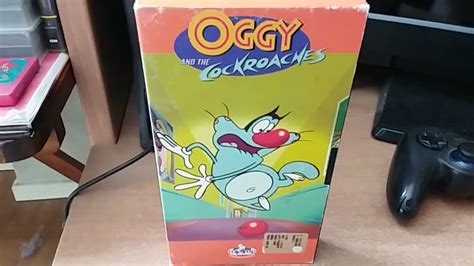 OGGY
AND THE
COCKROACHES